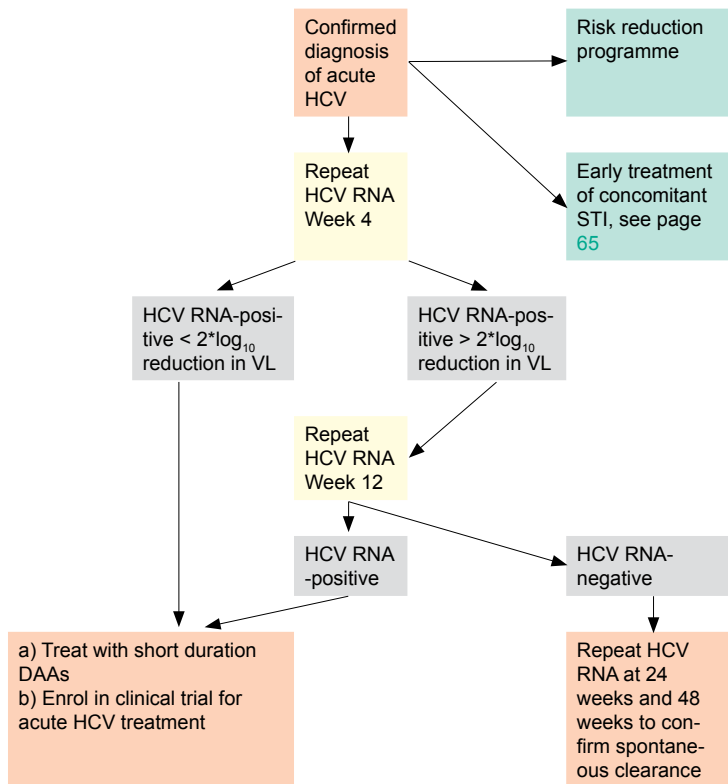 Confirmed
diagnosis
of acute
HCV
Risk reduction
programme
Repeat
HCV RNA
Week 4
Early treatment
of concomitant
STI, see page
65
HCV RNA-posi-
tive < 2*log₁₀
reduction in VL
HCV RNA-pos-
itive > 2*log₁₀
reduction in VL
Repeat
HCV RNA
Week 12
HCV RNA
-positive
HCV RNA-
negative
a) Treat with short duration
DAAs
b) Enrol in clinical trial for
acute HCV treatment
Repeat HCV
RNA at 24
weeks and 48
weeks to con-
firm spontane-
ous clearance